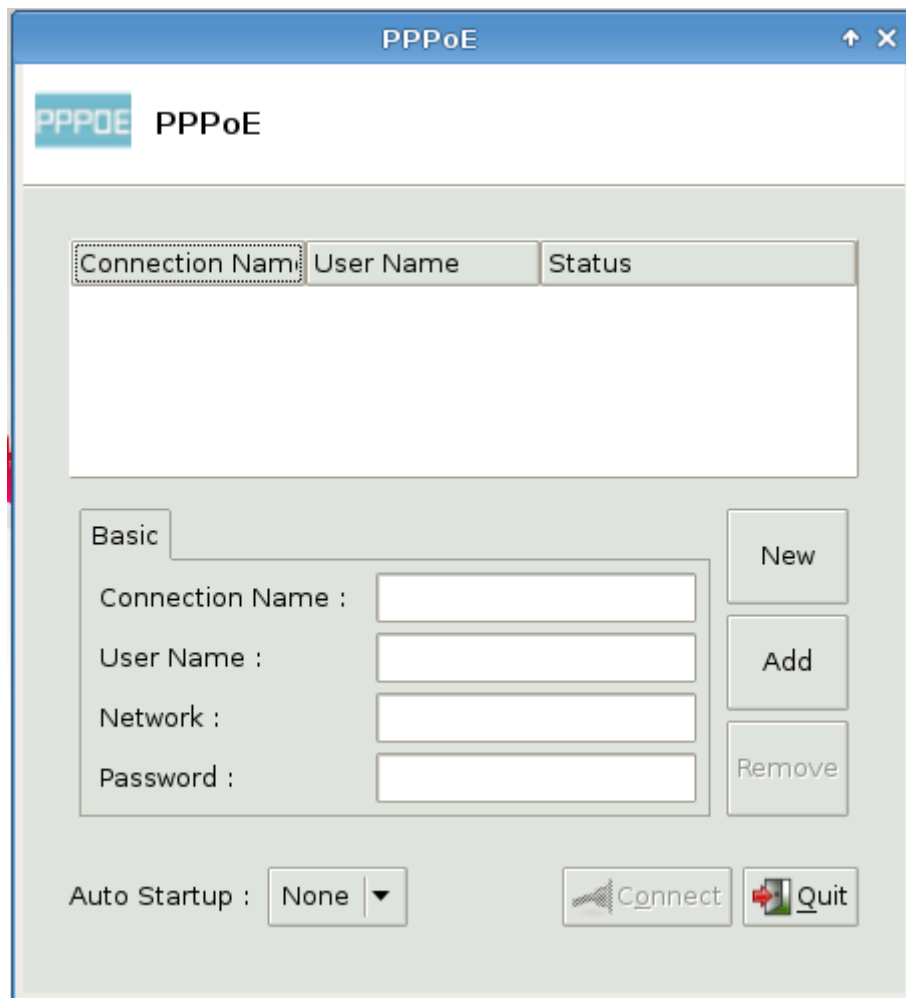 PPPoE
PPPOE PPPoE
Connection Nam User Name Status
Basic
Connection Name :
User Name :
Network :
Password :
New
Add
Remove
Auto Startup : None Connect Quit